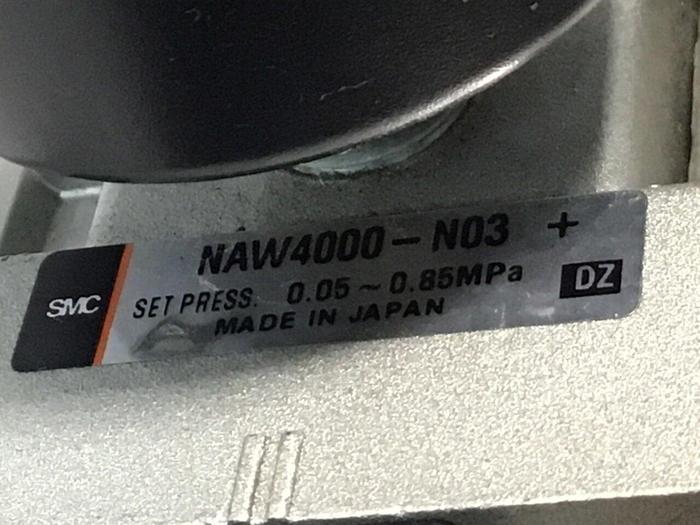 NAW4000-N03 +
SMC SET PRESS. 0.05~0.85MPa DZ
MADE IN JAPAN